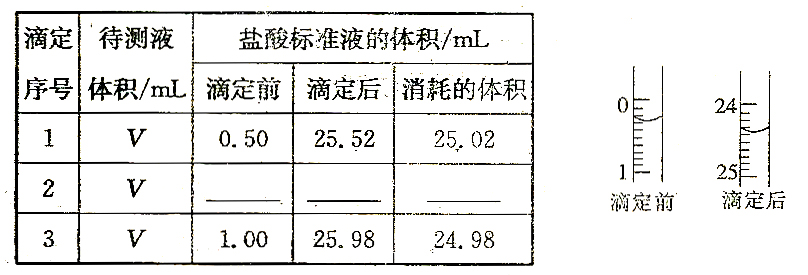 滴定序号 待测液体积/mL 盐酸标准液的体积/mL
滴定前 滴定后 消耗的体积
1 V 0.50 25.52 25.02
2 V
3 V 1.00 25.98 24.98
0 24
1 25
滴定前 滴定后